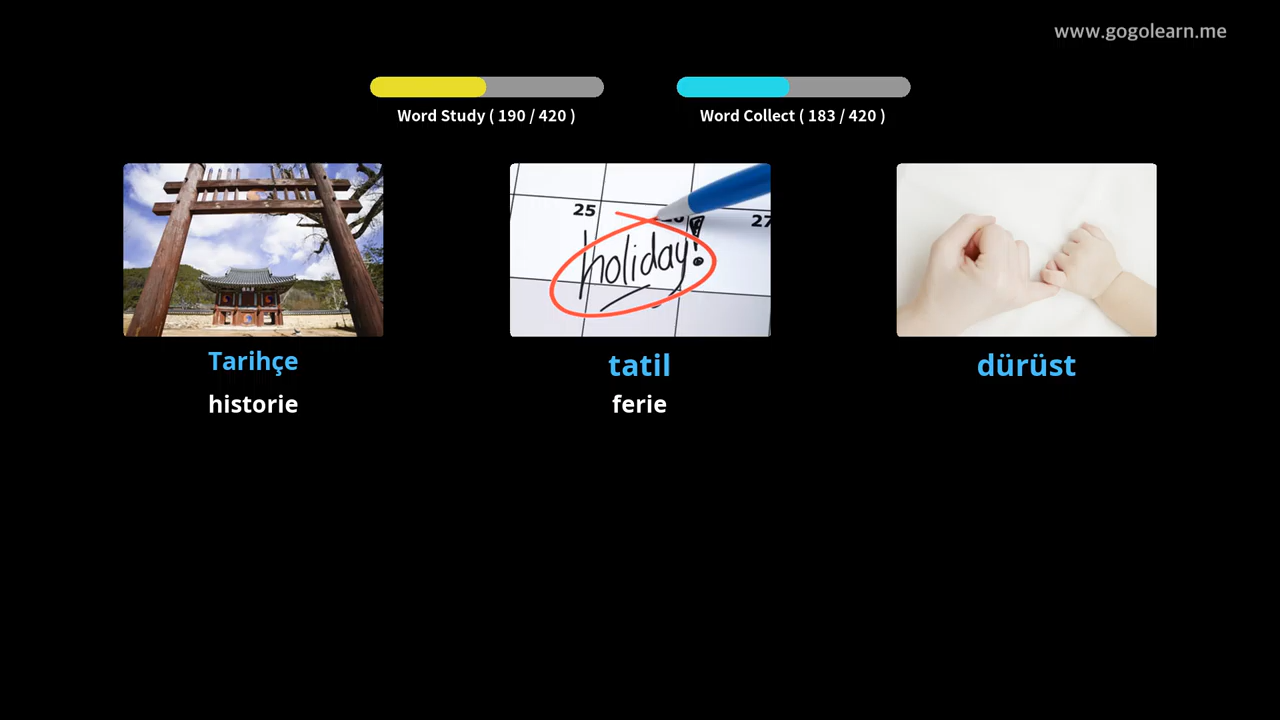 www.gogolearn.me
Word Study ( 190 / 420 )
Word Collect ( 183 / 420 )
25
27
holiday!
Tarihçe
tatil
dürüst
historie
ferie